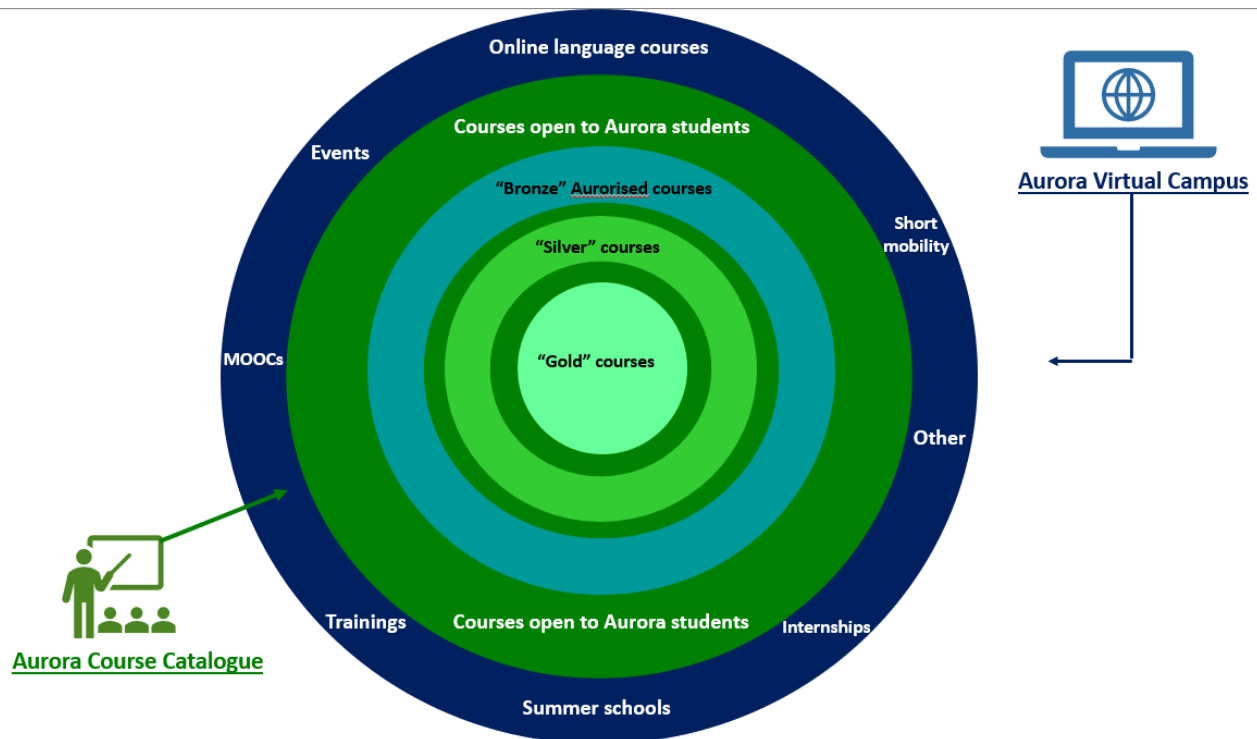 Online language courses
Courses open to Aurora students
Events
Aurora Virtual Campus
“Bronze” Aurorised courses
Short
mobility
“Silver” courses
MOOCs
“Gold” courses
Other
Trainings
Courses open to Aurora students
Internships
Aurora Course Catalogue
Summer schools